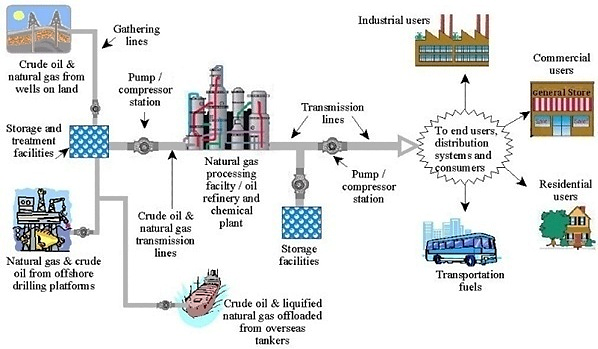 Industrial users
Gathering
lines
Commercial
users
Crude oil &
natural gas from
wells on land
Pump /
compressor
station
General Store
Transmission
lines
Storage and
treatment
facilities
To end users,
distribution
systems and
consumers
Natural gas
processing
facilty / oil
refinery and
chemical
plant
Pump /
compressor
station
Residential
users
Crude oil &
natural gas
transmission
lines
Storage
facilities
Natural gas & crude
oil from offshore
drilling platforms
Transportation
fuels
Crude oil & liquified
natural gas offloaded
from overseas
tankers